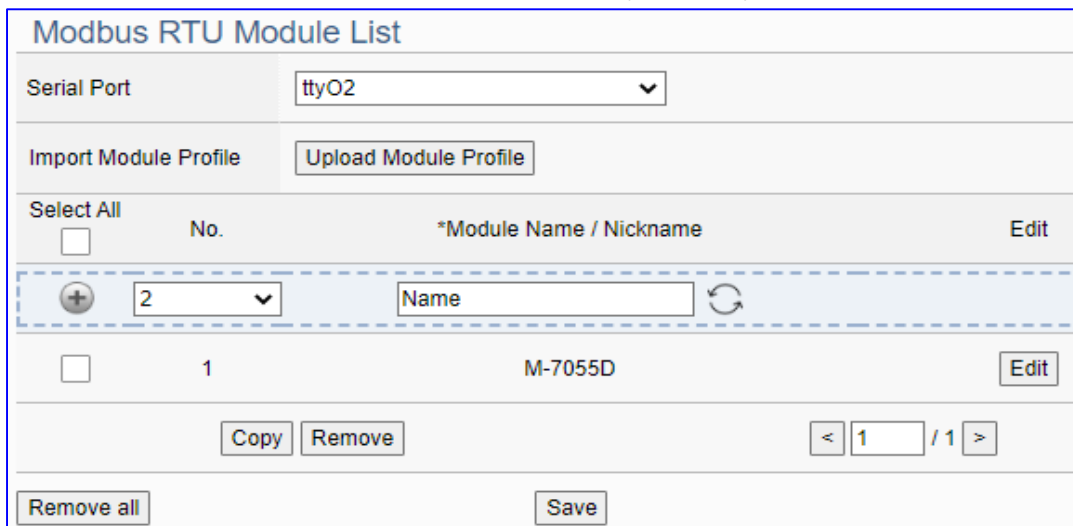 Modbus RTU Module List
Serial Port ttyO2
Import Module Profile Upload Module Profile
Select All No. *Module Name / Nickname Edit
2 Name
1 M-7055D Edit
Copy Remove < 1 / 1 >
Remove all Save